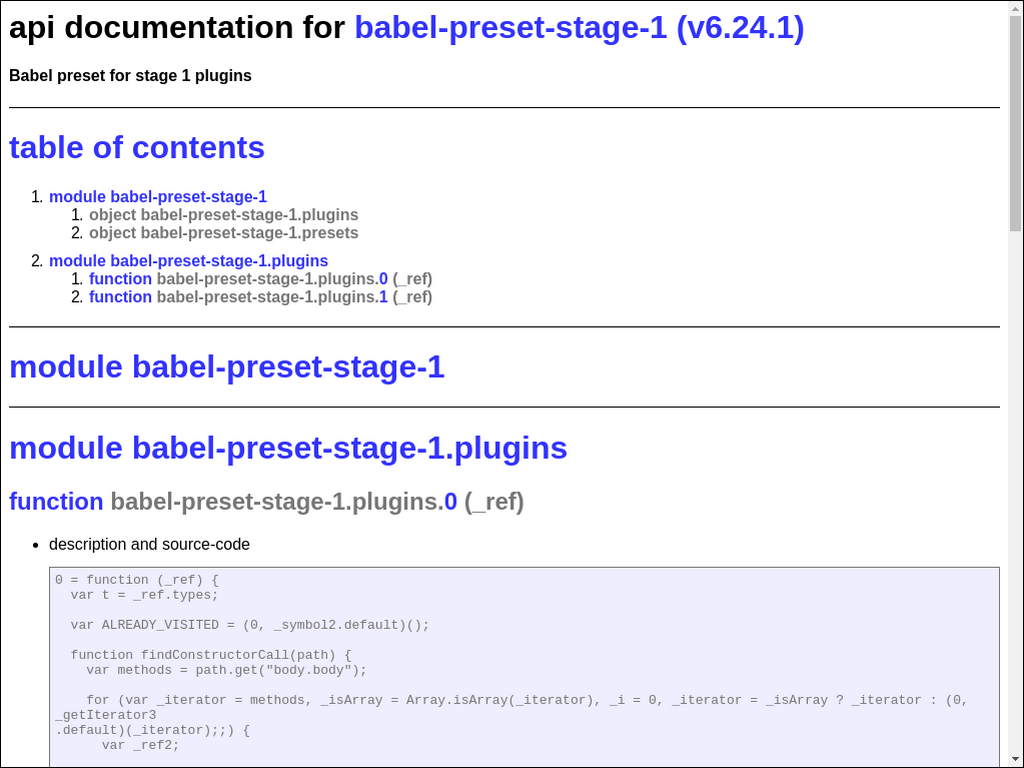 api documentation for babel-preset-stage-1 (v6.24.1)
Babel preset for stage 1 plugins
table of contents
1. module babel-preset-stage-1
1. object babel-preset-stage-1.plugins
2. object babel-preset-stage-1.presets
2. module babel-preset-stage-1.plugins
1. function babel-preset-stage-1.plugins.0 (_ref)
2. function babel-preset-stage-1.plugins.1 (_ref)
module babel-preset-stage-1
module babel-preset-stage-1.plugins
function babel-preset-stage-1.plugins.0 (_ref)
• description and source-code
0 = function (_ref) {
  var t = _ref.types;
  var ALREADY_VISITED = (0, _symbol2.default)();
  function findConstructorCall(path) {
    var methods = path.get("body.body");
    for (var _iterator = methods, _isArray = Array.isArray(_iterator), _i = 0, _iterator = _isArray ? _iterator : (0,
_getIterator3
.default)(_iterator);;) {
      var _ref2;